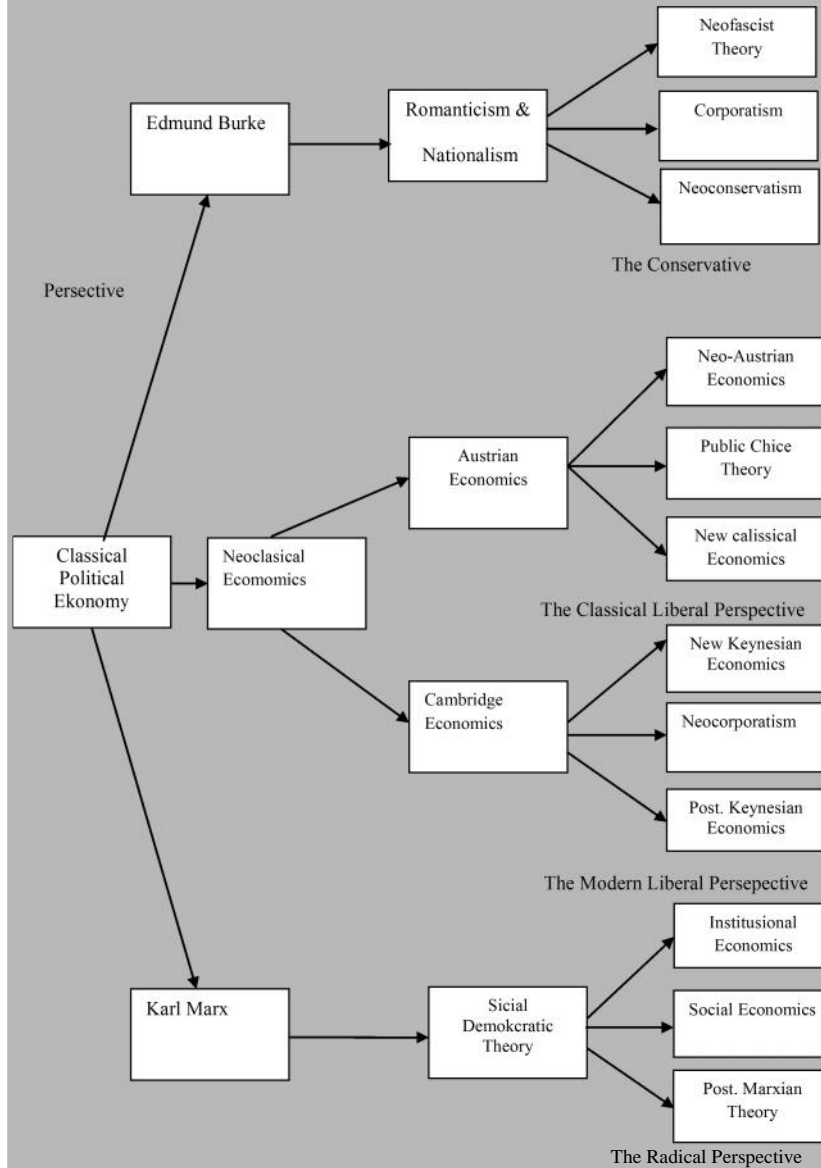 Neofascist
Theory
Edmund Burke
Romanticism &
Nationalism
Corporatism
Neoconservatism
The Conservative
Persective
Neo-Austrian
Economics
Austrian
Economics
Public Chice
Theory
New calissical
Economics
Classical
Political
Ekonomy
Neoclasical
Ecomomics
The Classical Liberal Perspective
New Keynesian
Economics
Cambridge
Economics
Neocorporatism
Post. Keynesian
Economics
The Modern Liberal Persepective
Institusional
Economics
Karl Marx
Sicial
Demokcratic
Theory
Social Economics
Post. Marxian
Theory
The Radical Perspective